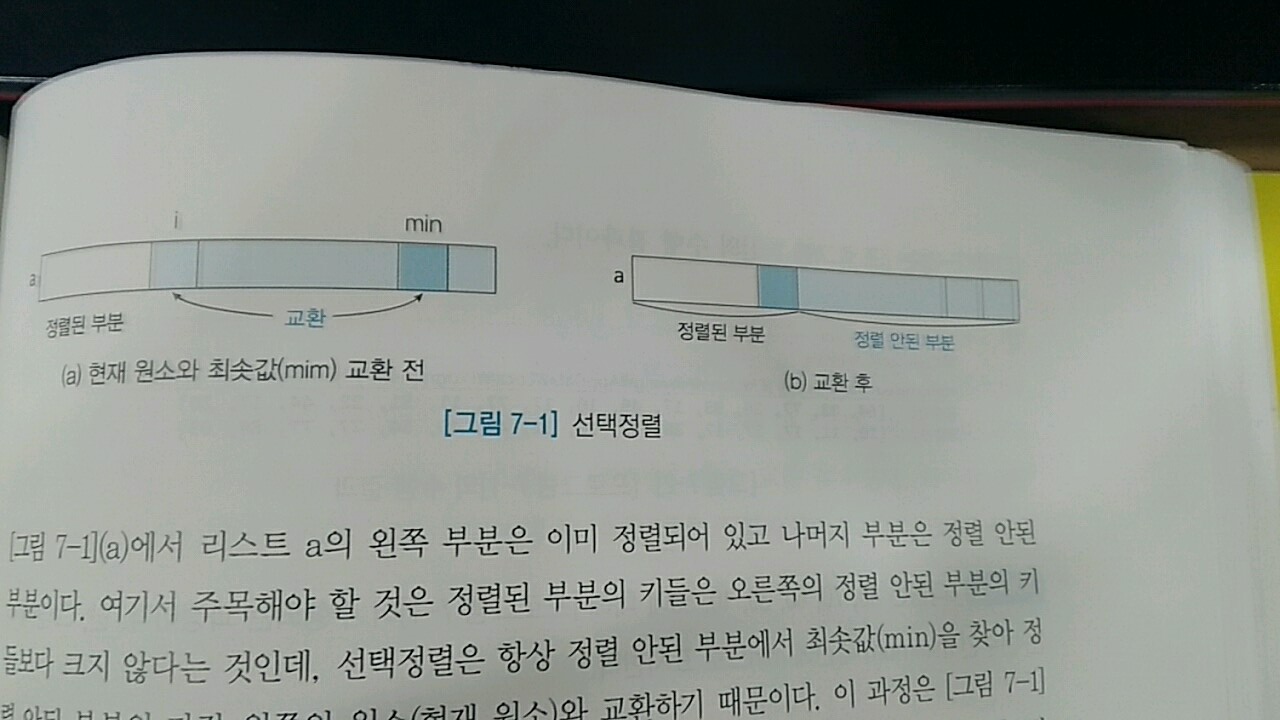 i min
a
교환
정렬된 부분
(a) 현재 원소와 최솟값(mim) 교환 전
a
정렬된 부분 정렬 안된 부분
(b) 교환 후
[그림 7-1] 선택정렬
[그림 7-1](a)에서 리스트 a의 왼쪽 부분은 이미 정렬되어 있고 나머지 부분은 정렬 안된
부분이다. 여기서 주목해야 할 것은 정렬된 부분의 키들은 오른쪽의 정렬 안된 부분의 키
들보다 크지 않다는 것인데, 선택정렬은 항상 정렬 안된 부분에서 최솟값(min)을 찾아 정
렬 안된 부분의 왼쪽의 원소(현재 원소)와 교환하기 때문이다. 이 과정은 [그림 7-1]